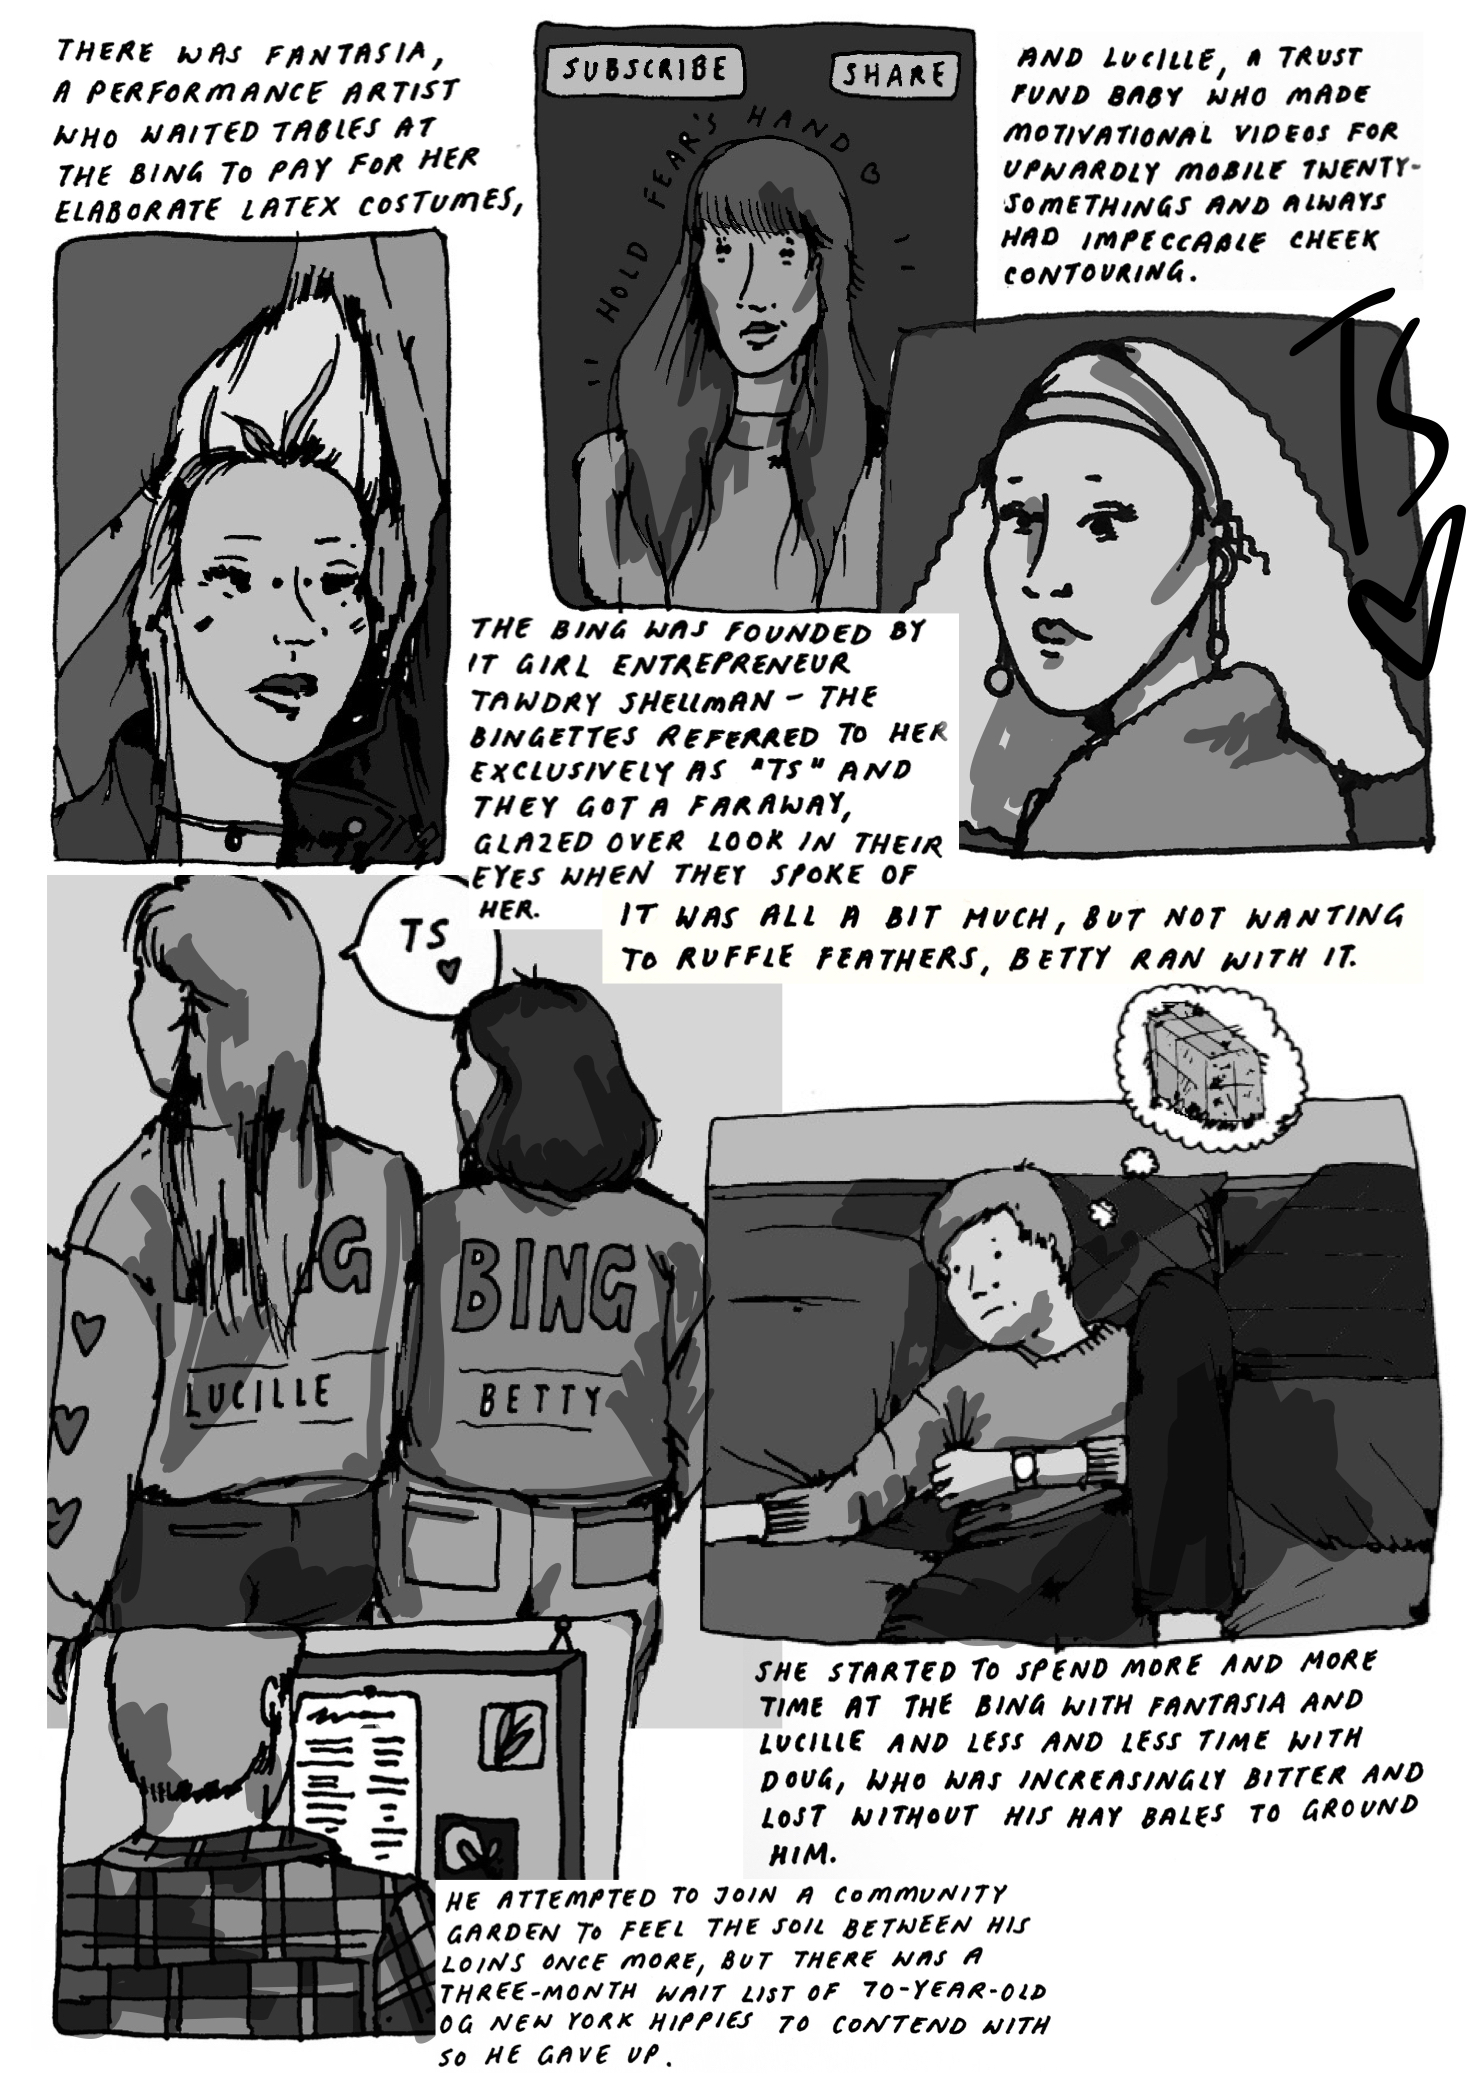 THERE WAS FANTASIA,
A PERFORMANCE ARTIST
WHO WAITED TABLES AT
THE BING TO PAY FOR HER
ELABORATE LATEX COSTUMES,
SUBSCRIBE
SHARE
HOLD FEAR'S HAND
AND LUCILLE, A TRUST
FUND BABY WHO MADE
MOTIVATIONAL VIDEOS FOR
UPWARDLY MOBILE TWENTY-
SOMETHINGS AND ALWAYS
HAD IMPECCABLE CHEEK
CONTOURING.
TS
THE BING WAS FOUNDED BY
IT GIRL ENTREPRENEUR
TAWDRY SHELLMAN - THE
BINGETTES REFERRED TO HER
EXCLUSIVELY AS "TS" AND
THEY GOT A FARAWAY,
GLAZED OVER LOOK IN THEIR
EYES WHEN THEY SPOKE OF
HER.
TS
IT WAS ALL A BIT MUCH, BUT NOT WANTING
TO RUFFLE FEATHERS, BETTY RAN WITH IT.
G
LUCILLE
BING
BETTY
SHE STARTED TO SPEND MORE AND MORE
TIME AT THE BING WITH FANTASIA AND
LUCILLE AND LESS AND LESS TIME WITH
DOUG, WHO WAS INCREASINGLY BITTER AND
LOST WITHOUT HIS HAY BALES TO GROUND
HIM.
HE ATTEMPTED TO JOIN A COMMUNITY
GARDEN TO FEEL THE SOIL BETWEEN HIS
LOINS ONCE MORE, BUT THERE WAS A
THREE-MONTH WAIT LIST OF 70-YEAR-OLD
OG NEW YORK HIPPIES TO CONTEND WITH
SO HE GAVE UP.